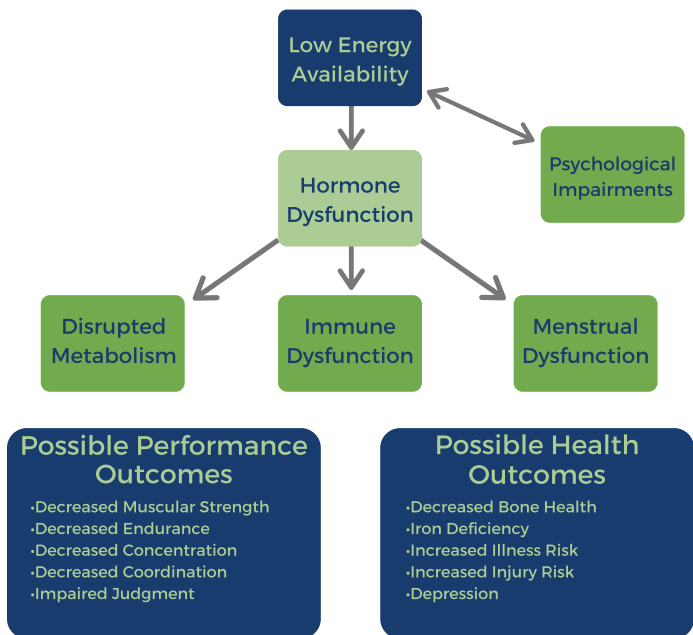 Low Energy
Availability
Psychological
Impairments
Hormone
Dysfunction
Disrupted
Metabolism
Immune
Dysfunction
Menstrual
Dysfunction
Possible Performance
Outcomes
•Decreased Muscular Strength
•Decreased Endurance
•Decreased Concentration
•Decreased Coordination
•Impaired Judgment
Possible Health
Outcomes
•Decreased Bone Health
•Iron Deficiency
•Increased Illness Risk
•Increased Injury Risk
•Depression